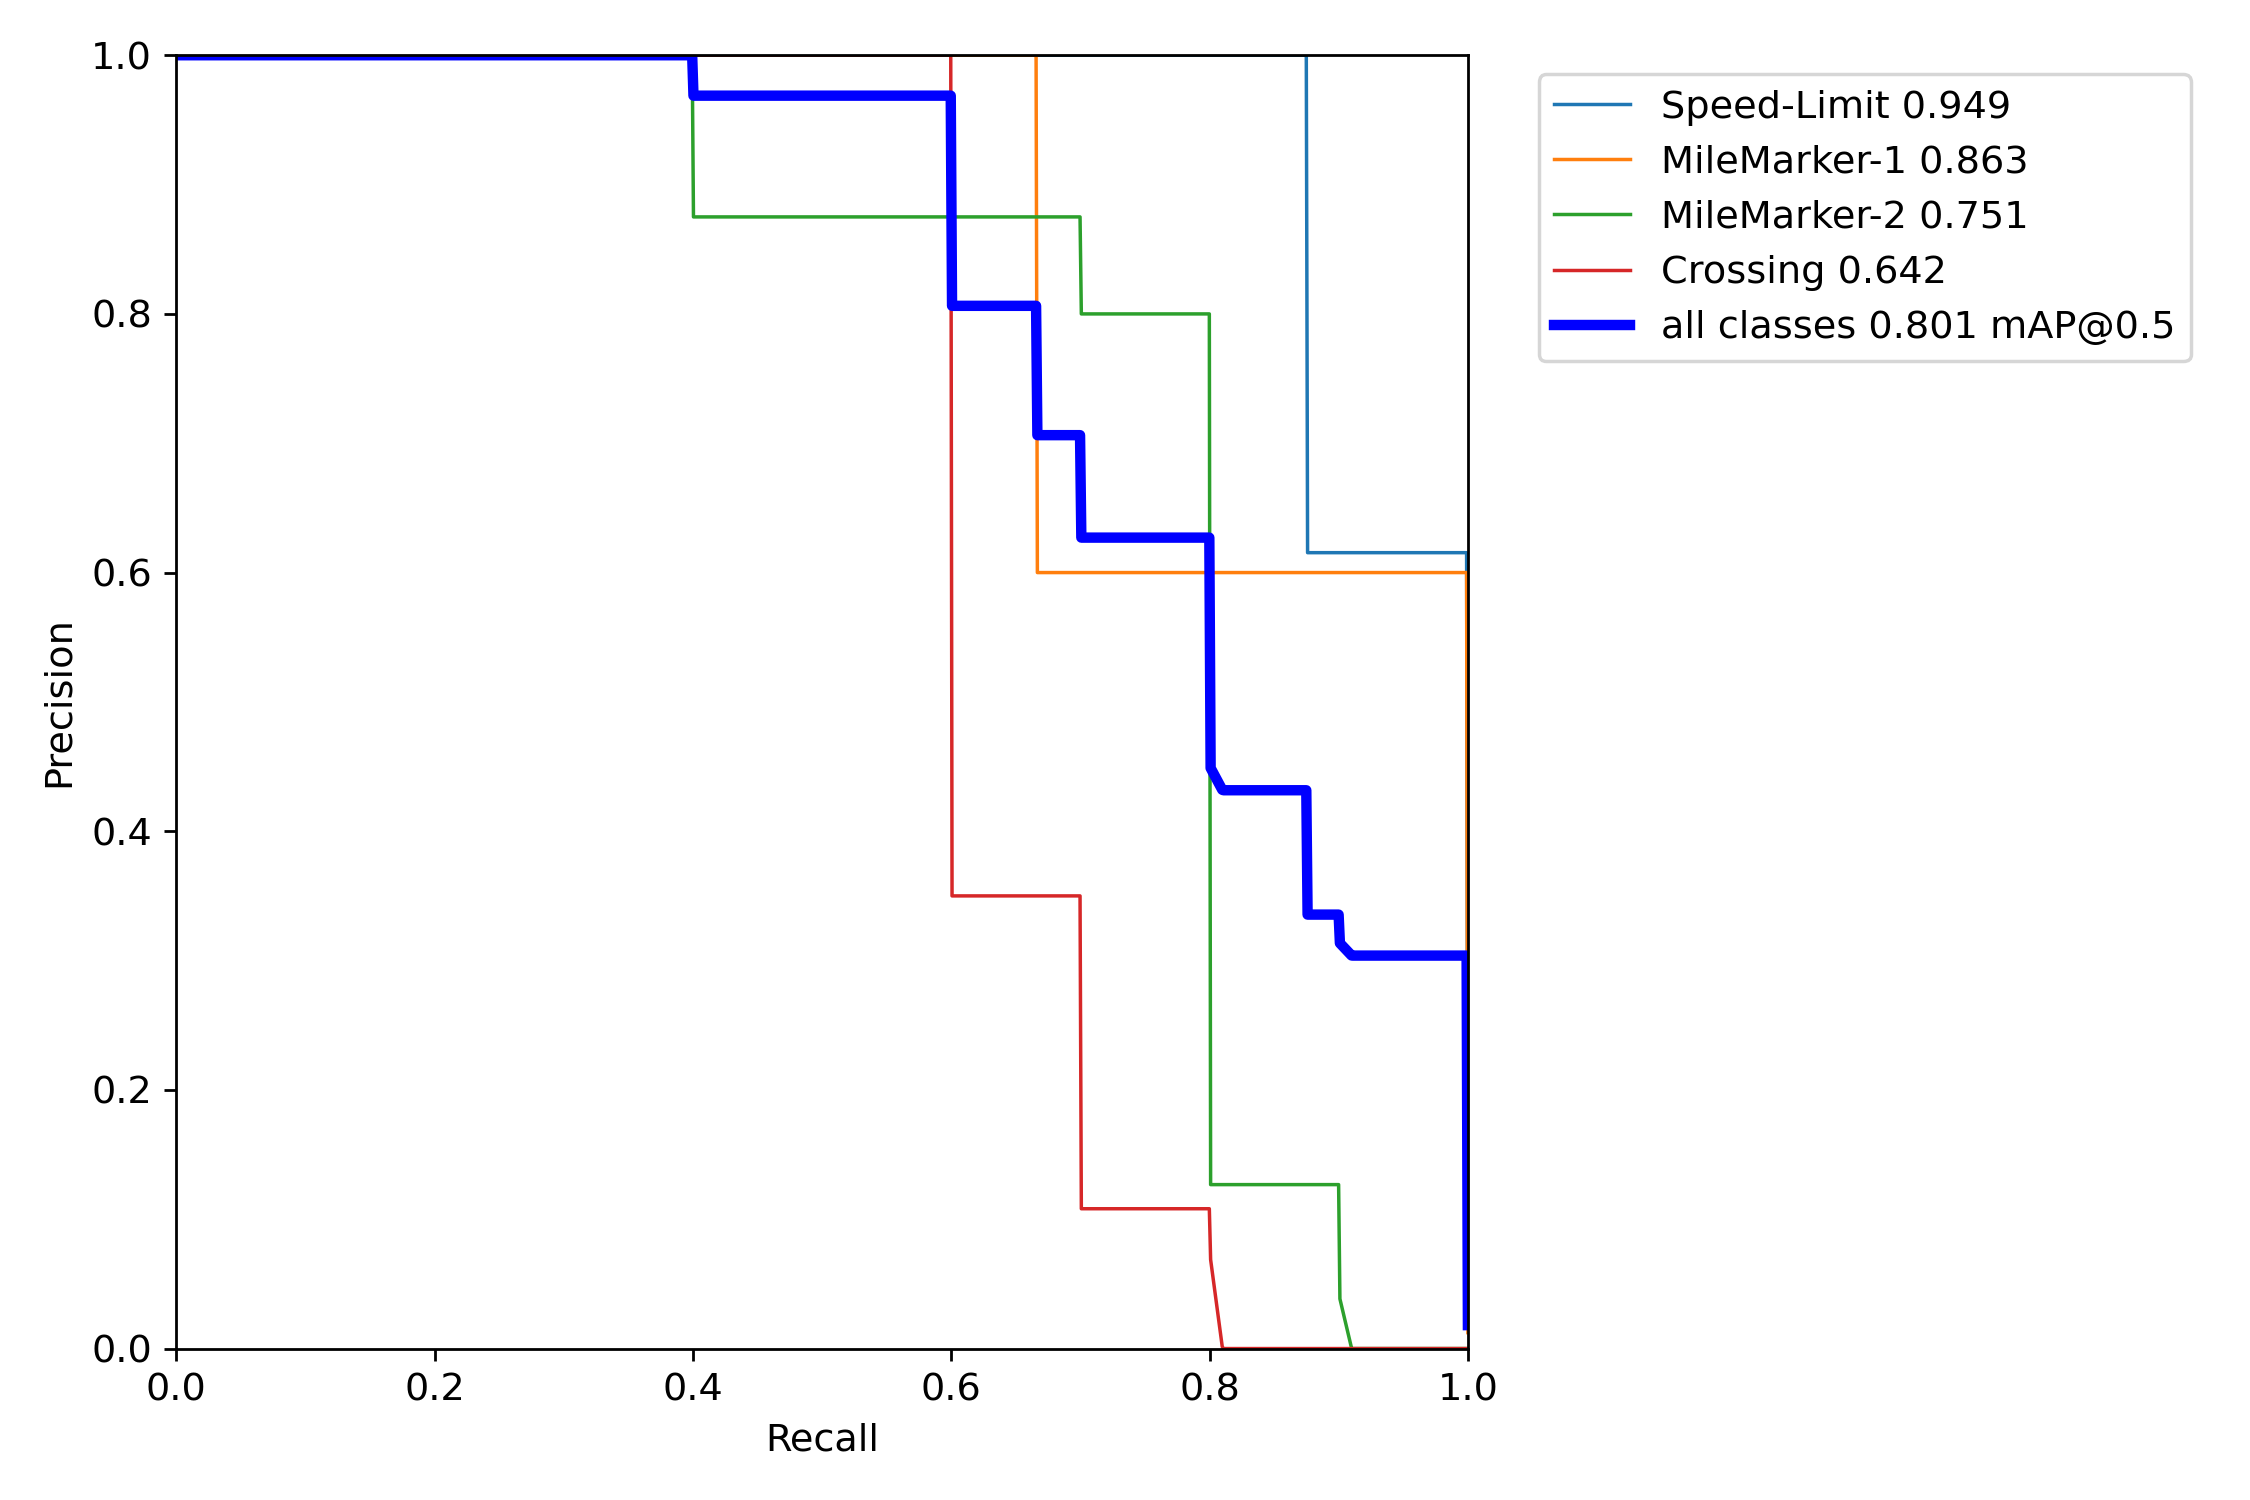 1.0
0.8
0.6
0.4
0.2
0.0
Precision
0.0 0.2 0.4 0.6 0.8 1.0
Recall
Speed-Limit 0.949
MileMarker-1 0.863
MileMarker-2 0.751
Crossing 0.642
all classes 0.801 mAP@0.5